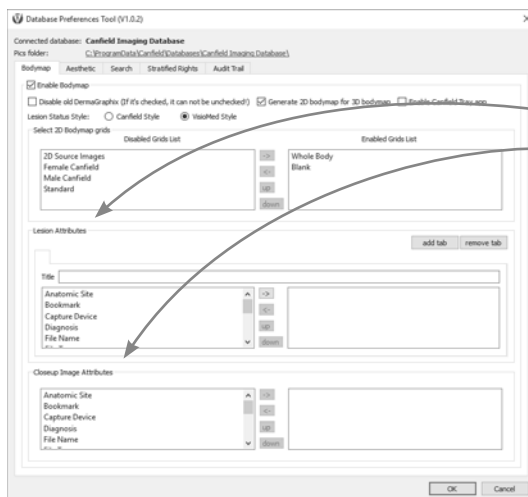 Database Preferences Tool (V1.0.2)
Connected database: Canfield Imaging Database
Pics folder: C:\ProgramData\Canfield\Databases\Canfield Imaging Database\
Bodymap Aesthetic Search Stratified Rights Audit Trail
Enable Bodymap
Disable old DermaGraphix (If it's checked, it can not be unchecked!) Generate 2D bodymap for 3D bodymap Enable Canfield Tray app
Lesion Status Style: Canfield Style VisioMed Style
Select 2D Bodymap grids
Disabled Grids List Enabled Grids List
2D Source Images -> Whole Body
Female Canfield <- Blank
Male Canfield up
Standard down
Lesion Attributes
add tab remove tab
Title
Anatomic Site ->
Bookmark <-
Capture Device
Diagnosis up
File Name down
Closeup Image Attributes
Anatomic Site ->
Bookmark <-
Capture Device
Diagnosis up
File Name down
OK Cancel